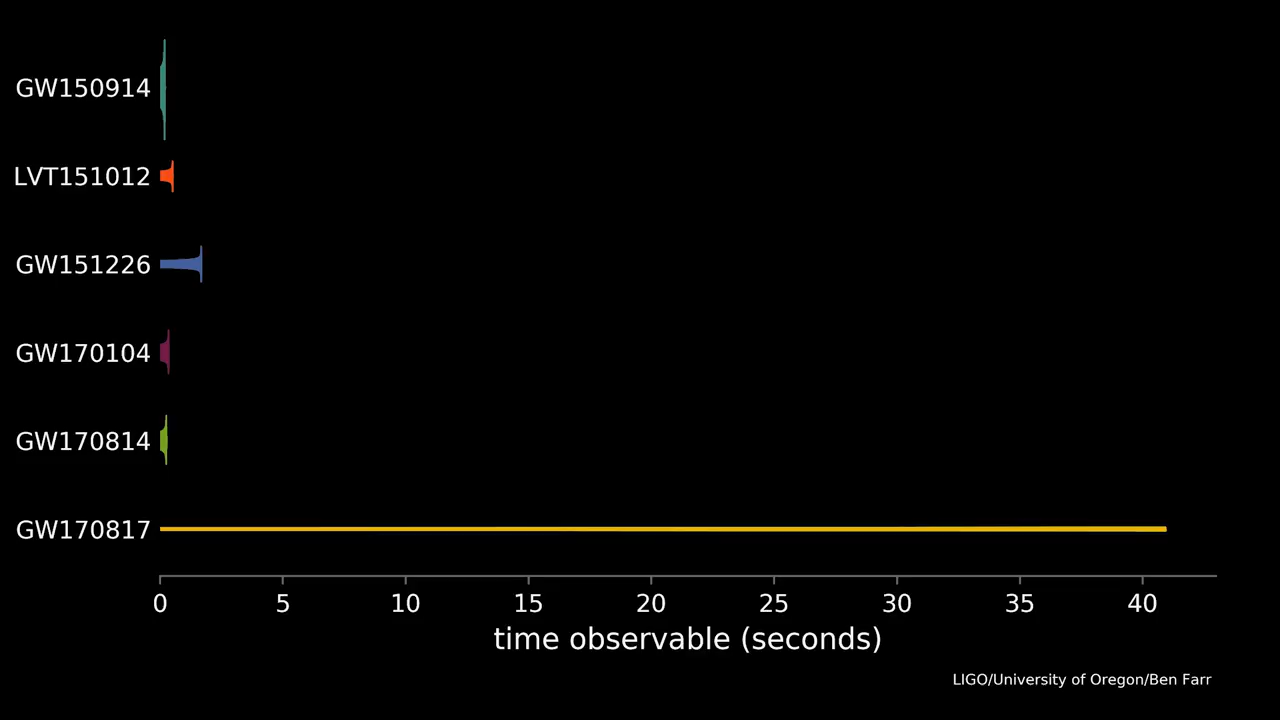 GW150914
LVT151012
GW151226
GW170104
GW170814
GW170817
0 5 10 15 20 25 30 35 40
time observable (seconds)
LIGO/University of Oregon/Ben Farr